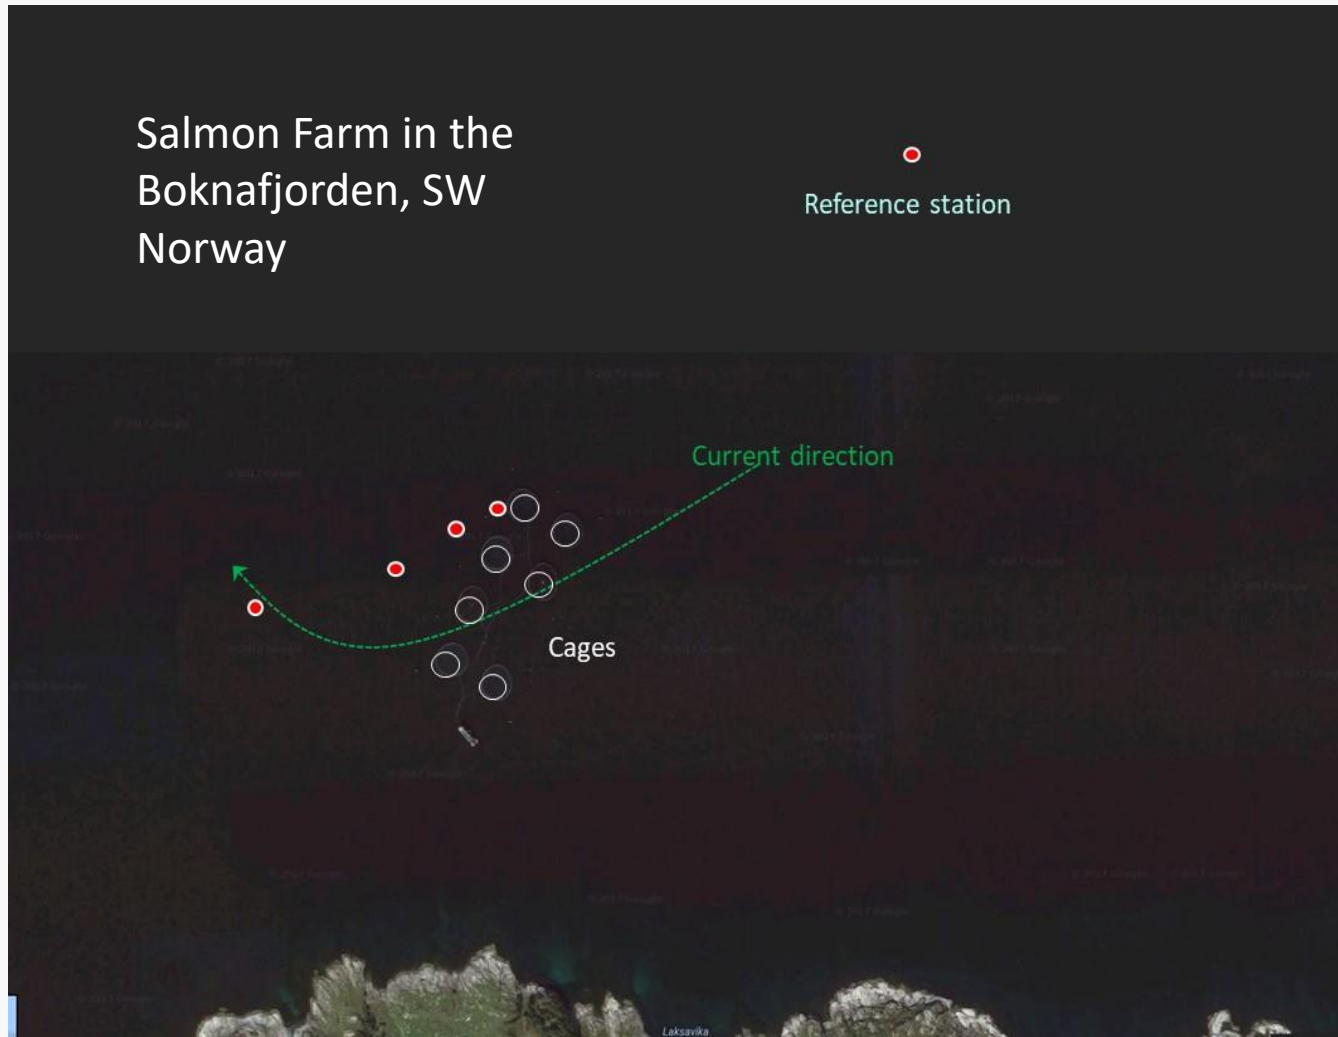 Salmon Farm in the
Boknafjorden, SW
Norway
Reference station
Current direction
Cages
Laksavika